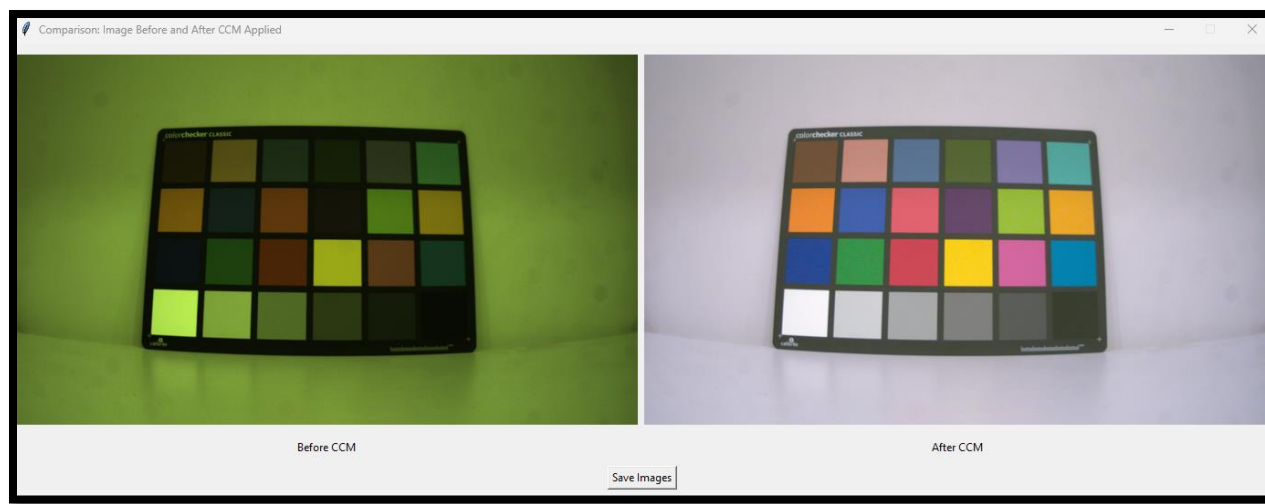 Comparison: Image Before and After CCM Applied
colorchecker CLASSIC
colorchecker CLASSIC
Before CCM
After CCM
Save Images